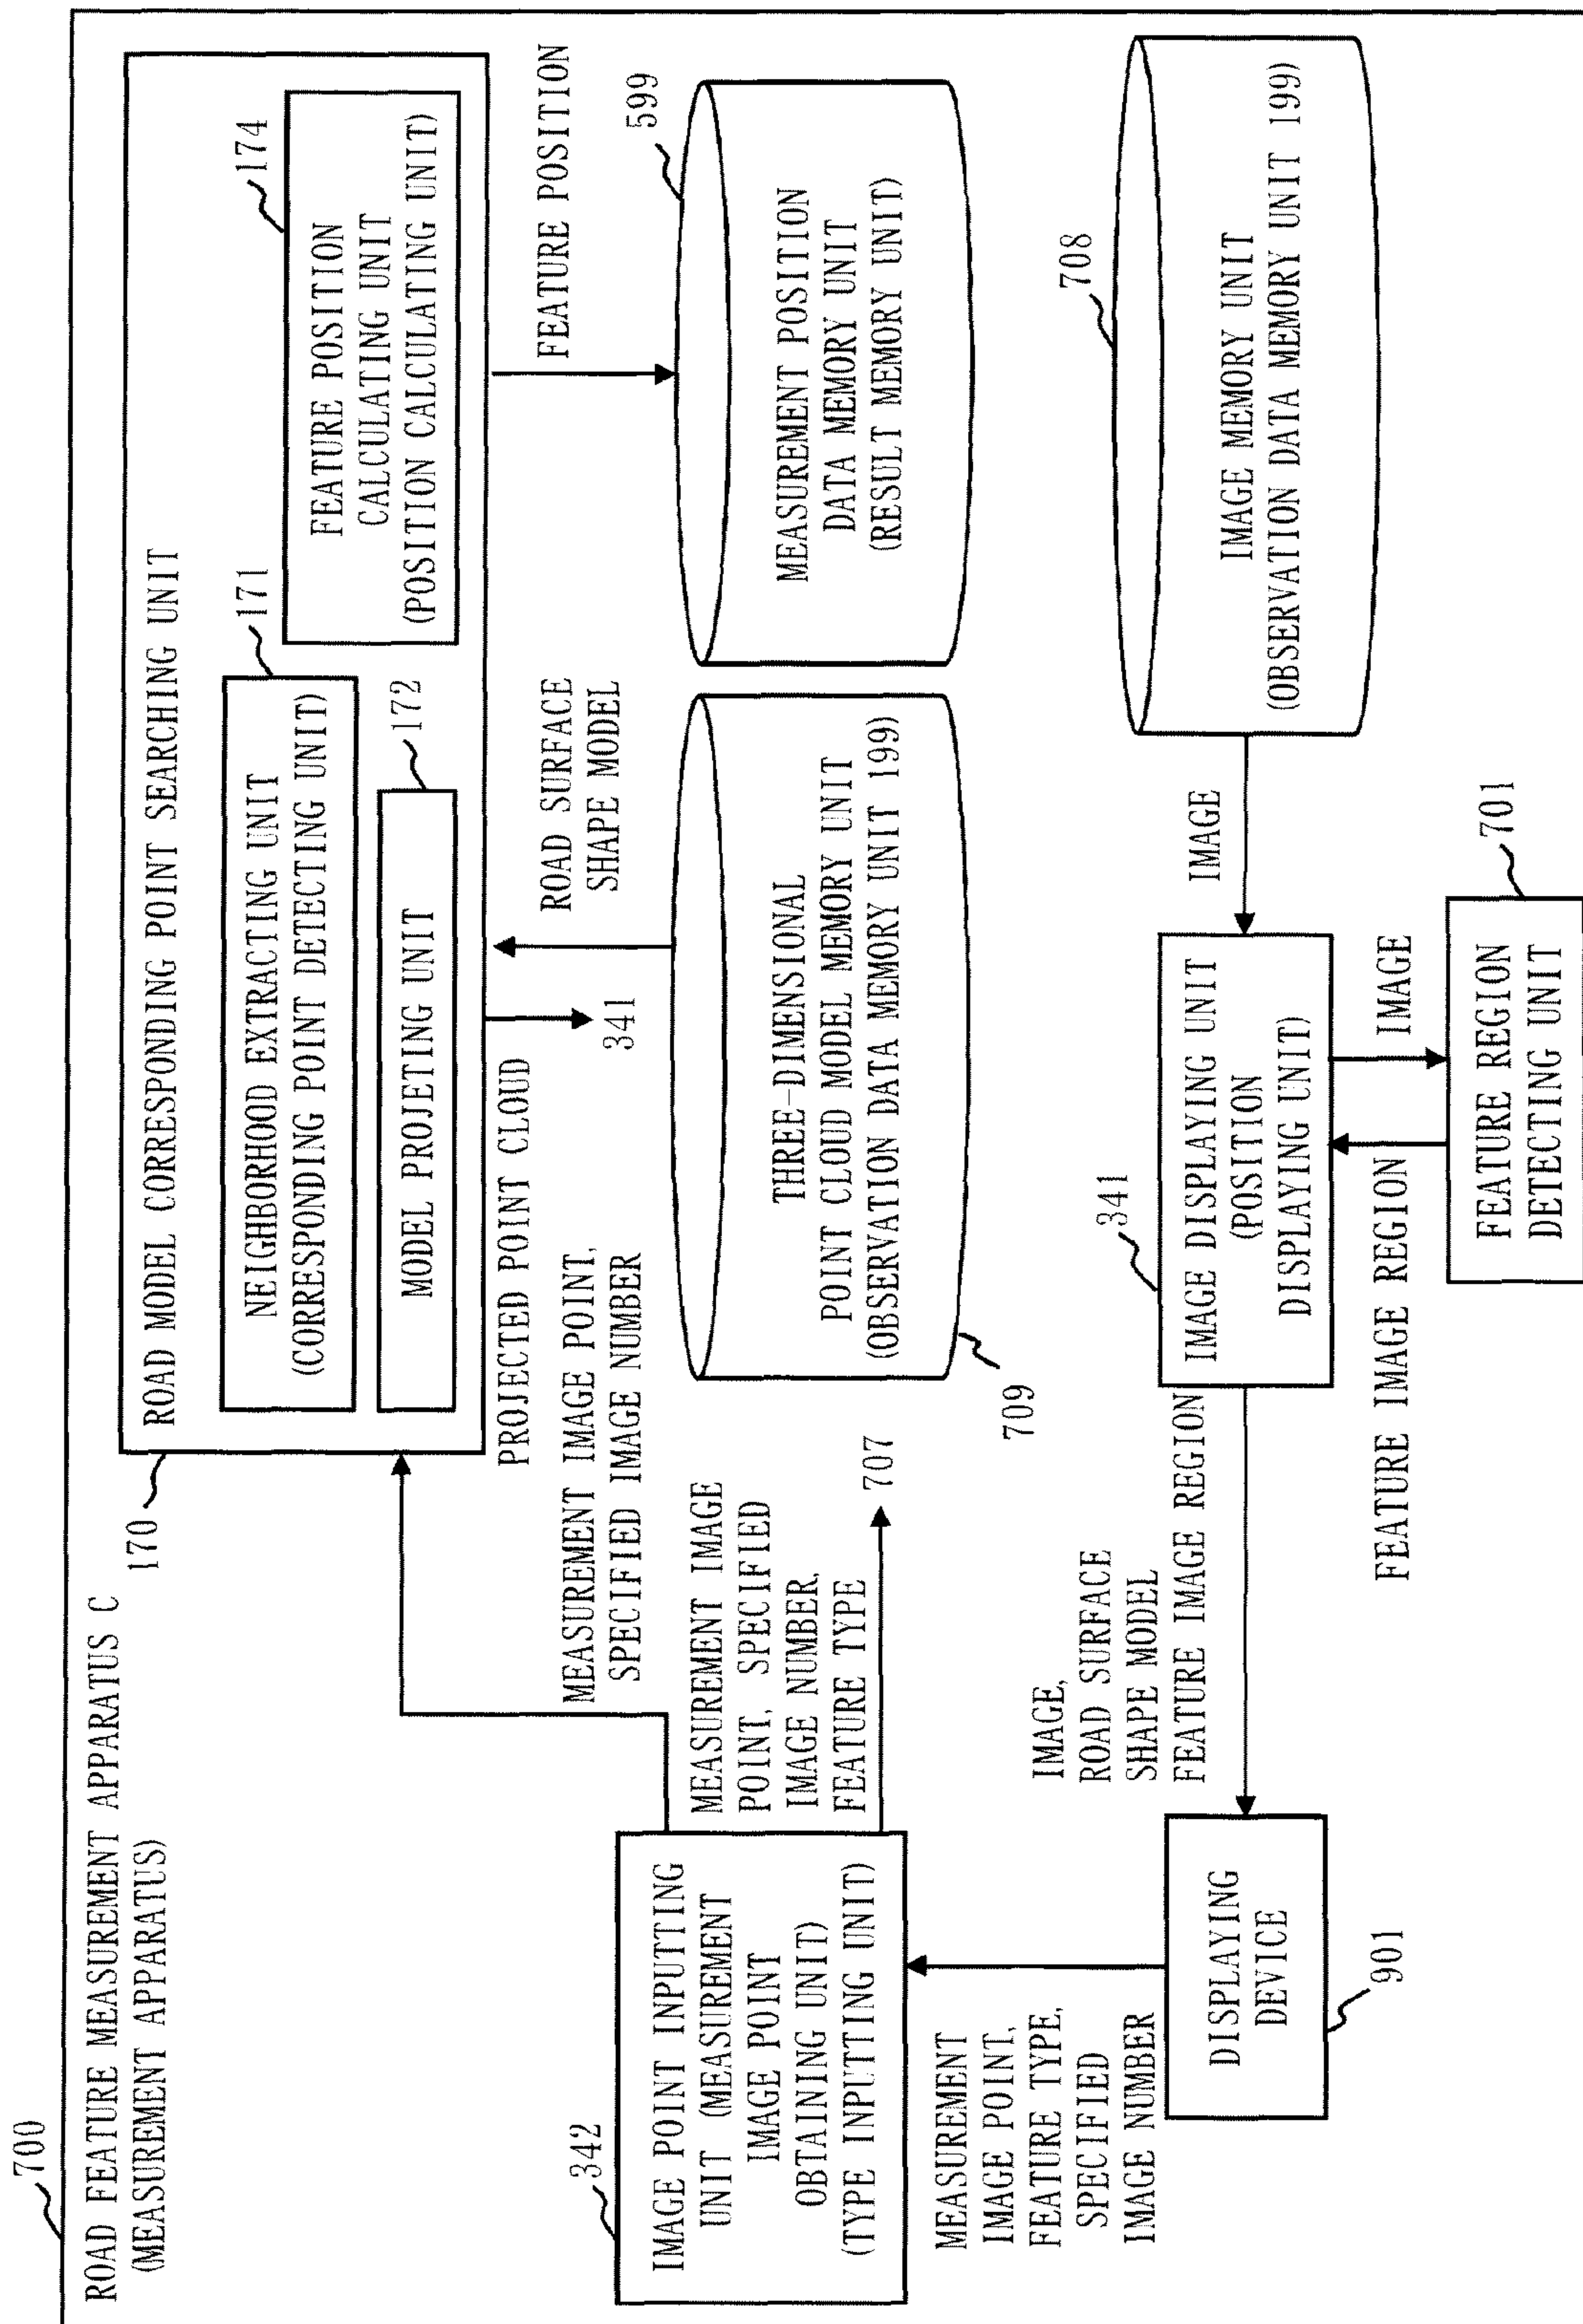 700
ROAD FEATURE MEASUREMENT APPARATUS C
(MEASUREMENT APPARATUS)
170
ROAD MODEL CORRESPONDING POINT SEARCHING UNIT
171
NEIGHBORHOOD EXTRACTING UNIT
(CORRESPONDING POINT DETECTING UNIT)
172
MODEL PROJETING UNIT
174
FEATURE POSITION
CALCULATING UNIT
(POSITION CALCULATING UNIT)
PROJECTED POINT CLOUD
341
ROAD SURFACE
SHAPE MODEL
FEATURE POSITION
MEASUREMENT IMAGE POINT,
SPECIFIED IMAGE NUMBER
342
IMAGE POINT INPUTTING
UNIT (MEASUREMENT
IMAGE POINT
OBTAINING UNIT)
(TYPE INPUTTING UNIT)
MEASUREMENT IMAGE
POINT, SPECIFIED
IMAGE NUMBER,
FEATURE TYPE
707
THREE-DIMENSIONAL
POINT CLOUD MODEL MEMORY UNIT
(OBSERVATION DATA MEMORY UNIT 199)
709
599
MEASUREMENT POSITION
DATA MEMORY UNIT
(RESULT MEMORY UNIT)
MEASUREMENT
IMAGE POINT,
FEATURE TYPE,
SPECIFIED
IMAGE NUMBER
DISPLAYING
DEVICE
901
IMAGE,
ROAD SURFACE
SHAPE MODEL
FEATURE IMAGE REGION
341
IMAGE DISPLAYING UNIT
(POSITION
DISPLAYING UNIT)
IMAGE
708
IMAGE MEMORY UNIT
(OBSERVATION DATA MEMORY UNIT 199)
FEATURE IMAGE REGION
IMAGE
701
FEATURE REGION
DETECTING UNIT